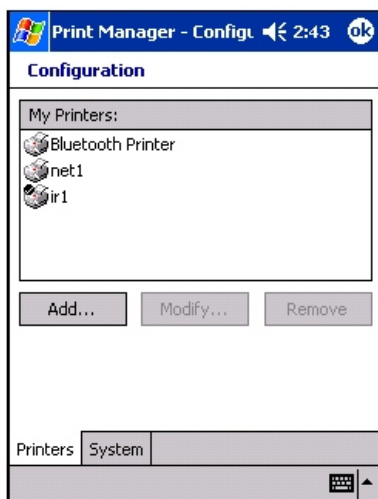 Print Manager - Configu 2:43 ok
Configuration
My Printers:
Bluetooth Printer
net1
ir1
Add... Modify... Remove
Printers System